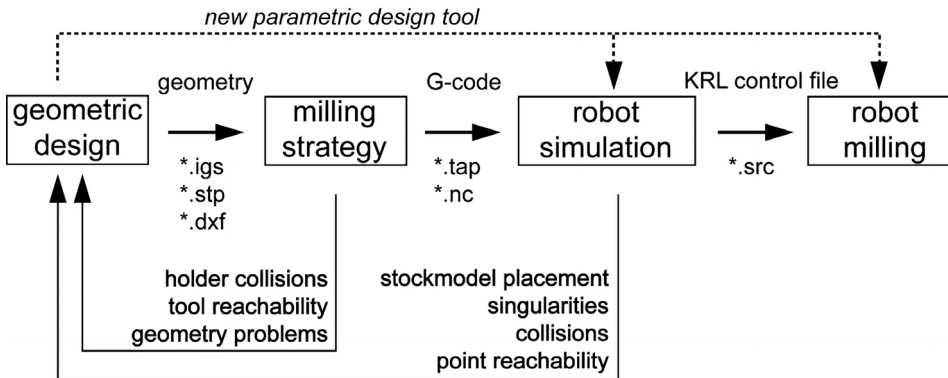 new parametric design tool
geometry
G-code
KRL control file
geometric
design
milling
strategy
robot
simulation
robot
milling
*.igs
*.stp
*.dxf
*.tap
*.nc
*.src
holder collisions
tool reachability
geometry problems
stockmodel placement
singularities
collisions
point reachability